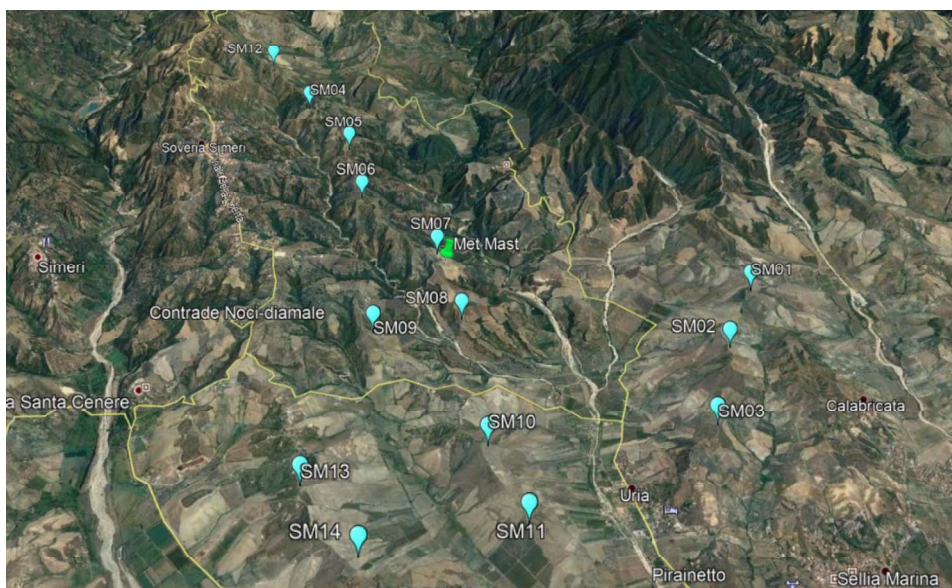 SM12
SM04
SM05
Soveria Simeri
SM06
SM07
Met Mast
Simeri
SM01
SM08
Contrade Noci-diamale
SM09
SM02
a Santa Cenere
SM03
Calabricata
SM10
SM13
Uria
SM14
SM11
Pirainetto
Sellia Marina